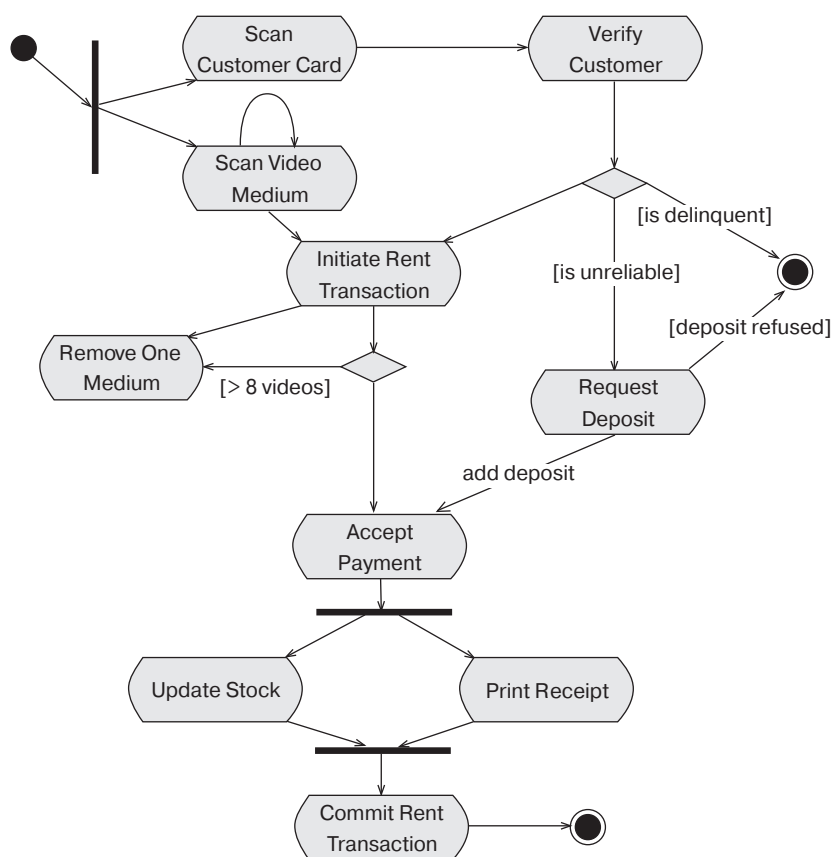 Scan
Customer Card
Verify
Customer
Scan Video
Medium
[is delinquent]
Initiate Rent
Transaction
[is unreliable]
[deposit refused]
Remove One
Medium
[> 8 videos]
Request
Deposit
add deposit
Accept
Payment
Update Stock
Print Receipt
Commit Rent
Transaction